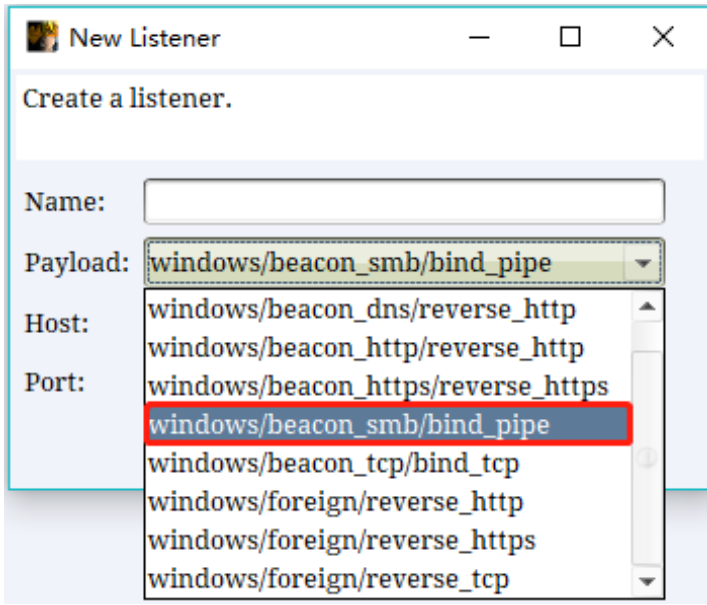 New Listener
Create a listener.
Name:
Payload: windows/beacon_smb/bind_pipe
windows/beacon_dns/reverse_http
Host:
windows/beacon_http/reverse_http
Port:
windows/beacon_https/reverse_https
windows/beacon_smb/bind_pipe
windows/beacon_tcp/bind_tcp
windows/foreign/reverse_http
windows/foreign/reverse_https
windows/foreign/reverse_tcp